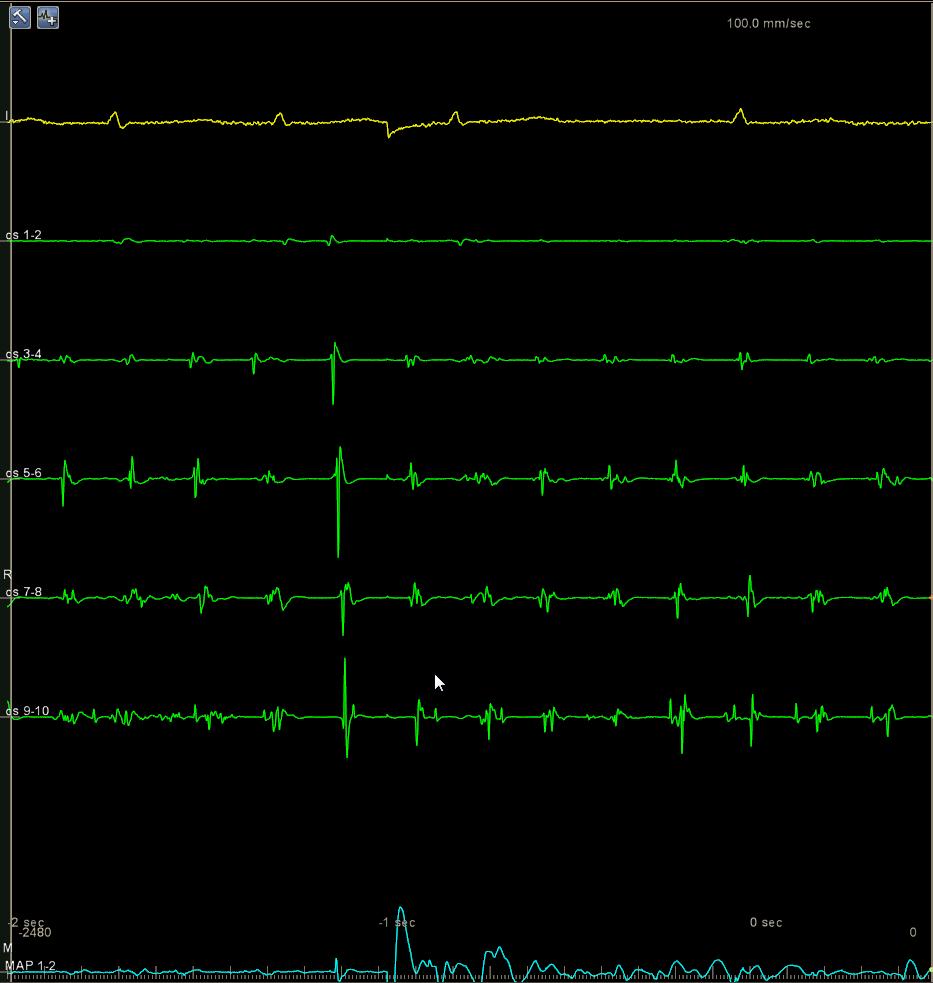 100.0 mm/sec
I
cs 1-2
cs 3-4
cs 5-6
R
cs 7-8
cs 9-10
-2 sec
-1 sec
0 sec
-2480
0
M
MAP 1-2